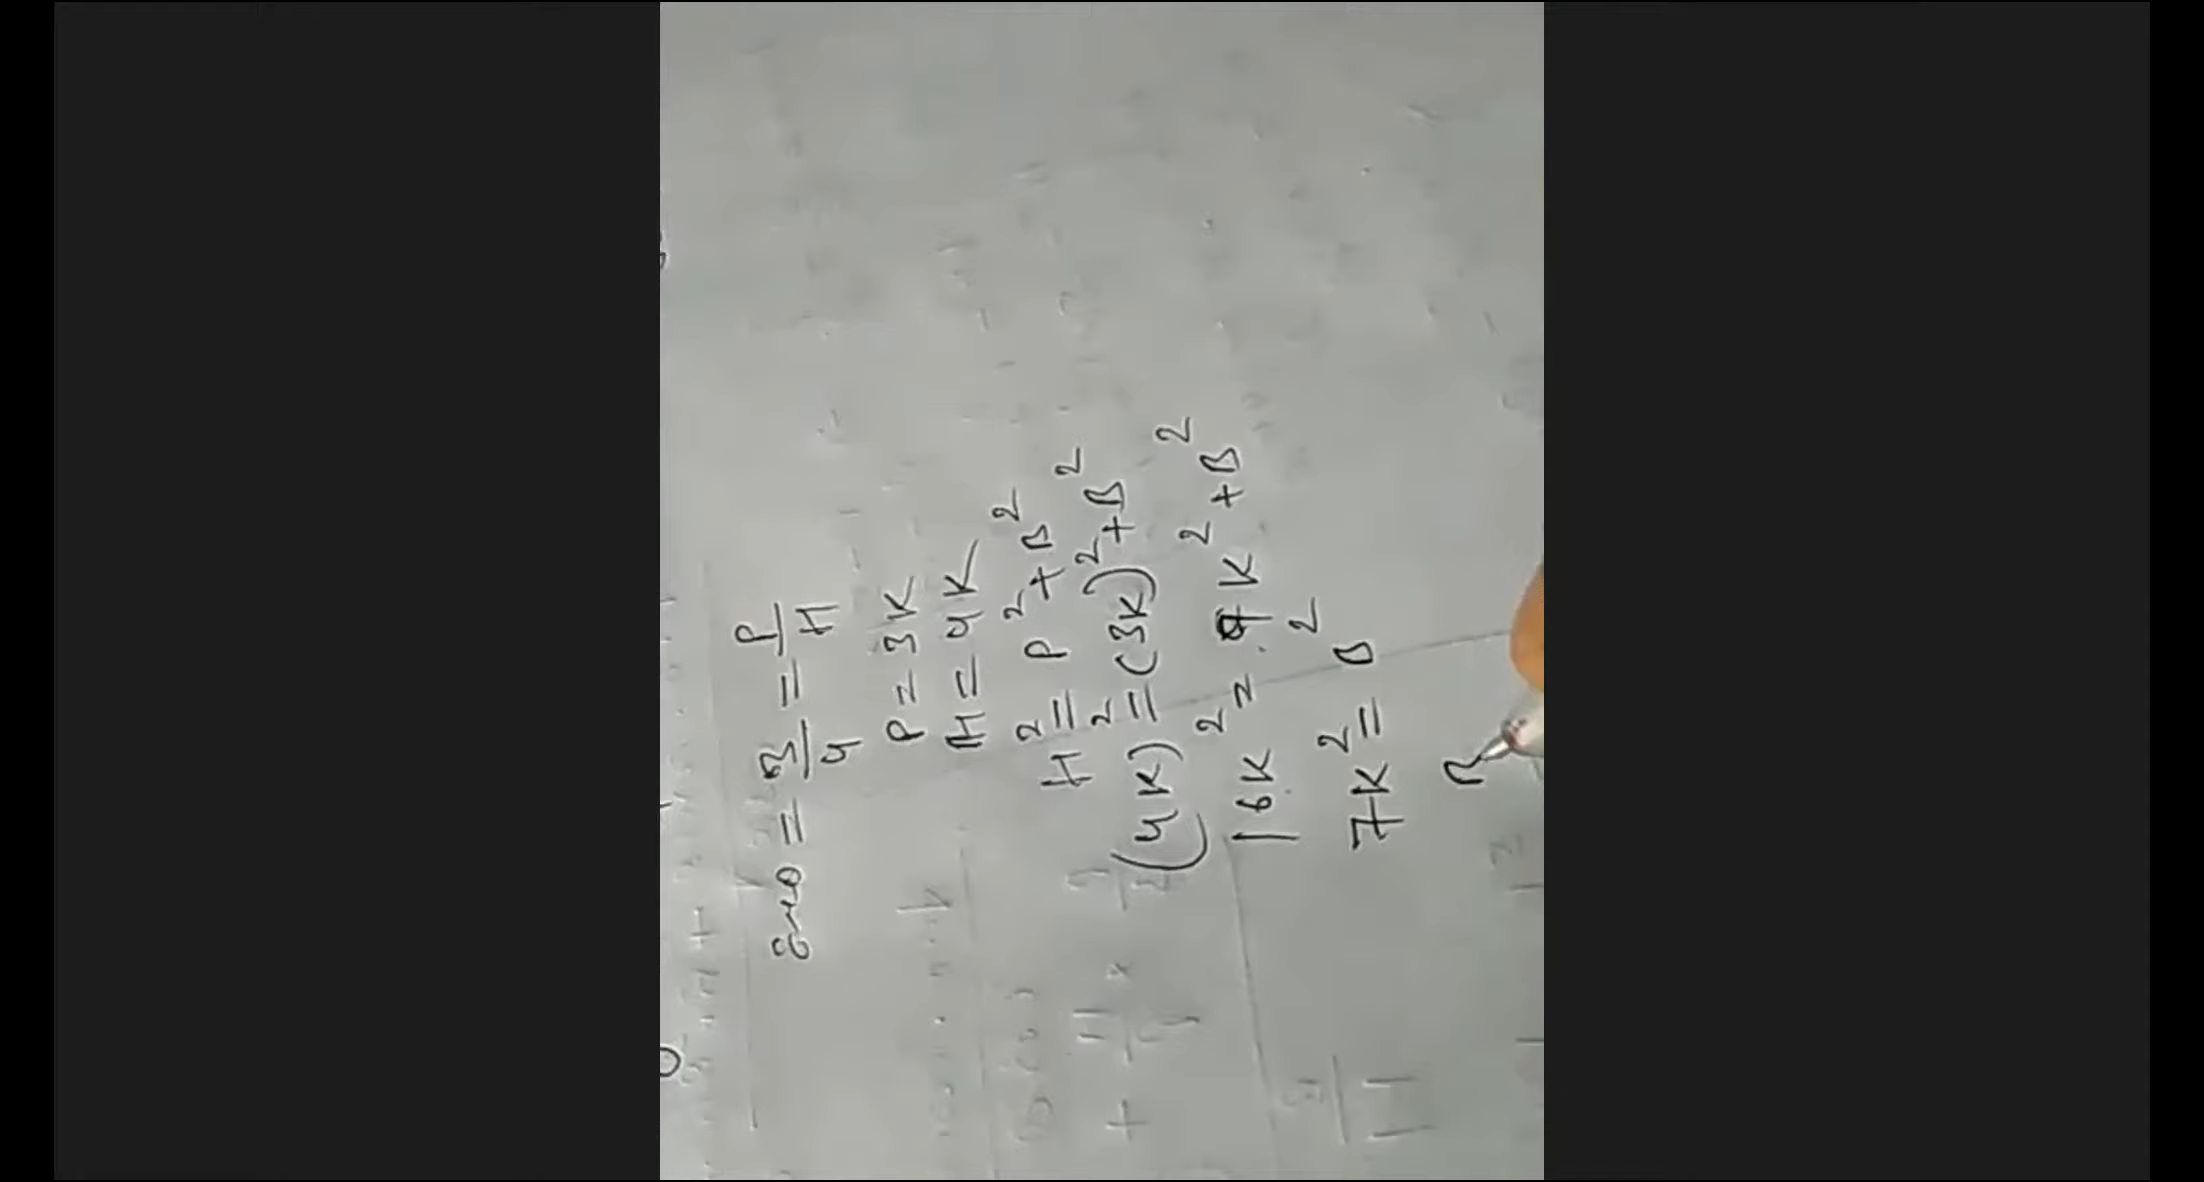 sinθ = 3/4 = P/H
P = 3K
H = 4K
H² = P² + B²
(4K)² = (3K)² + B²
16K² = 9K² + B²
7K² = B²
B